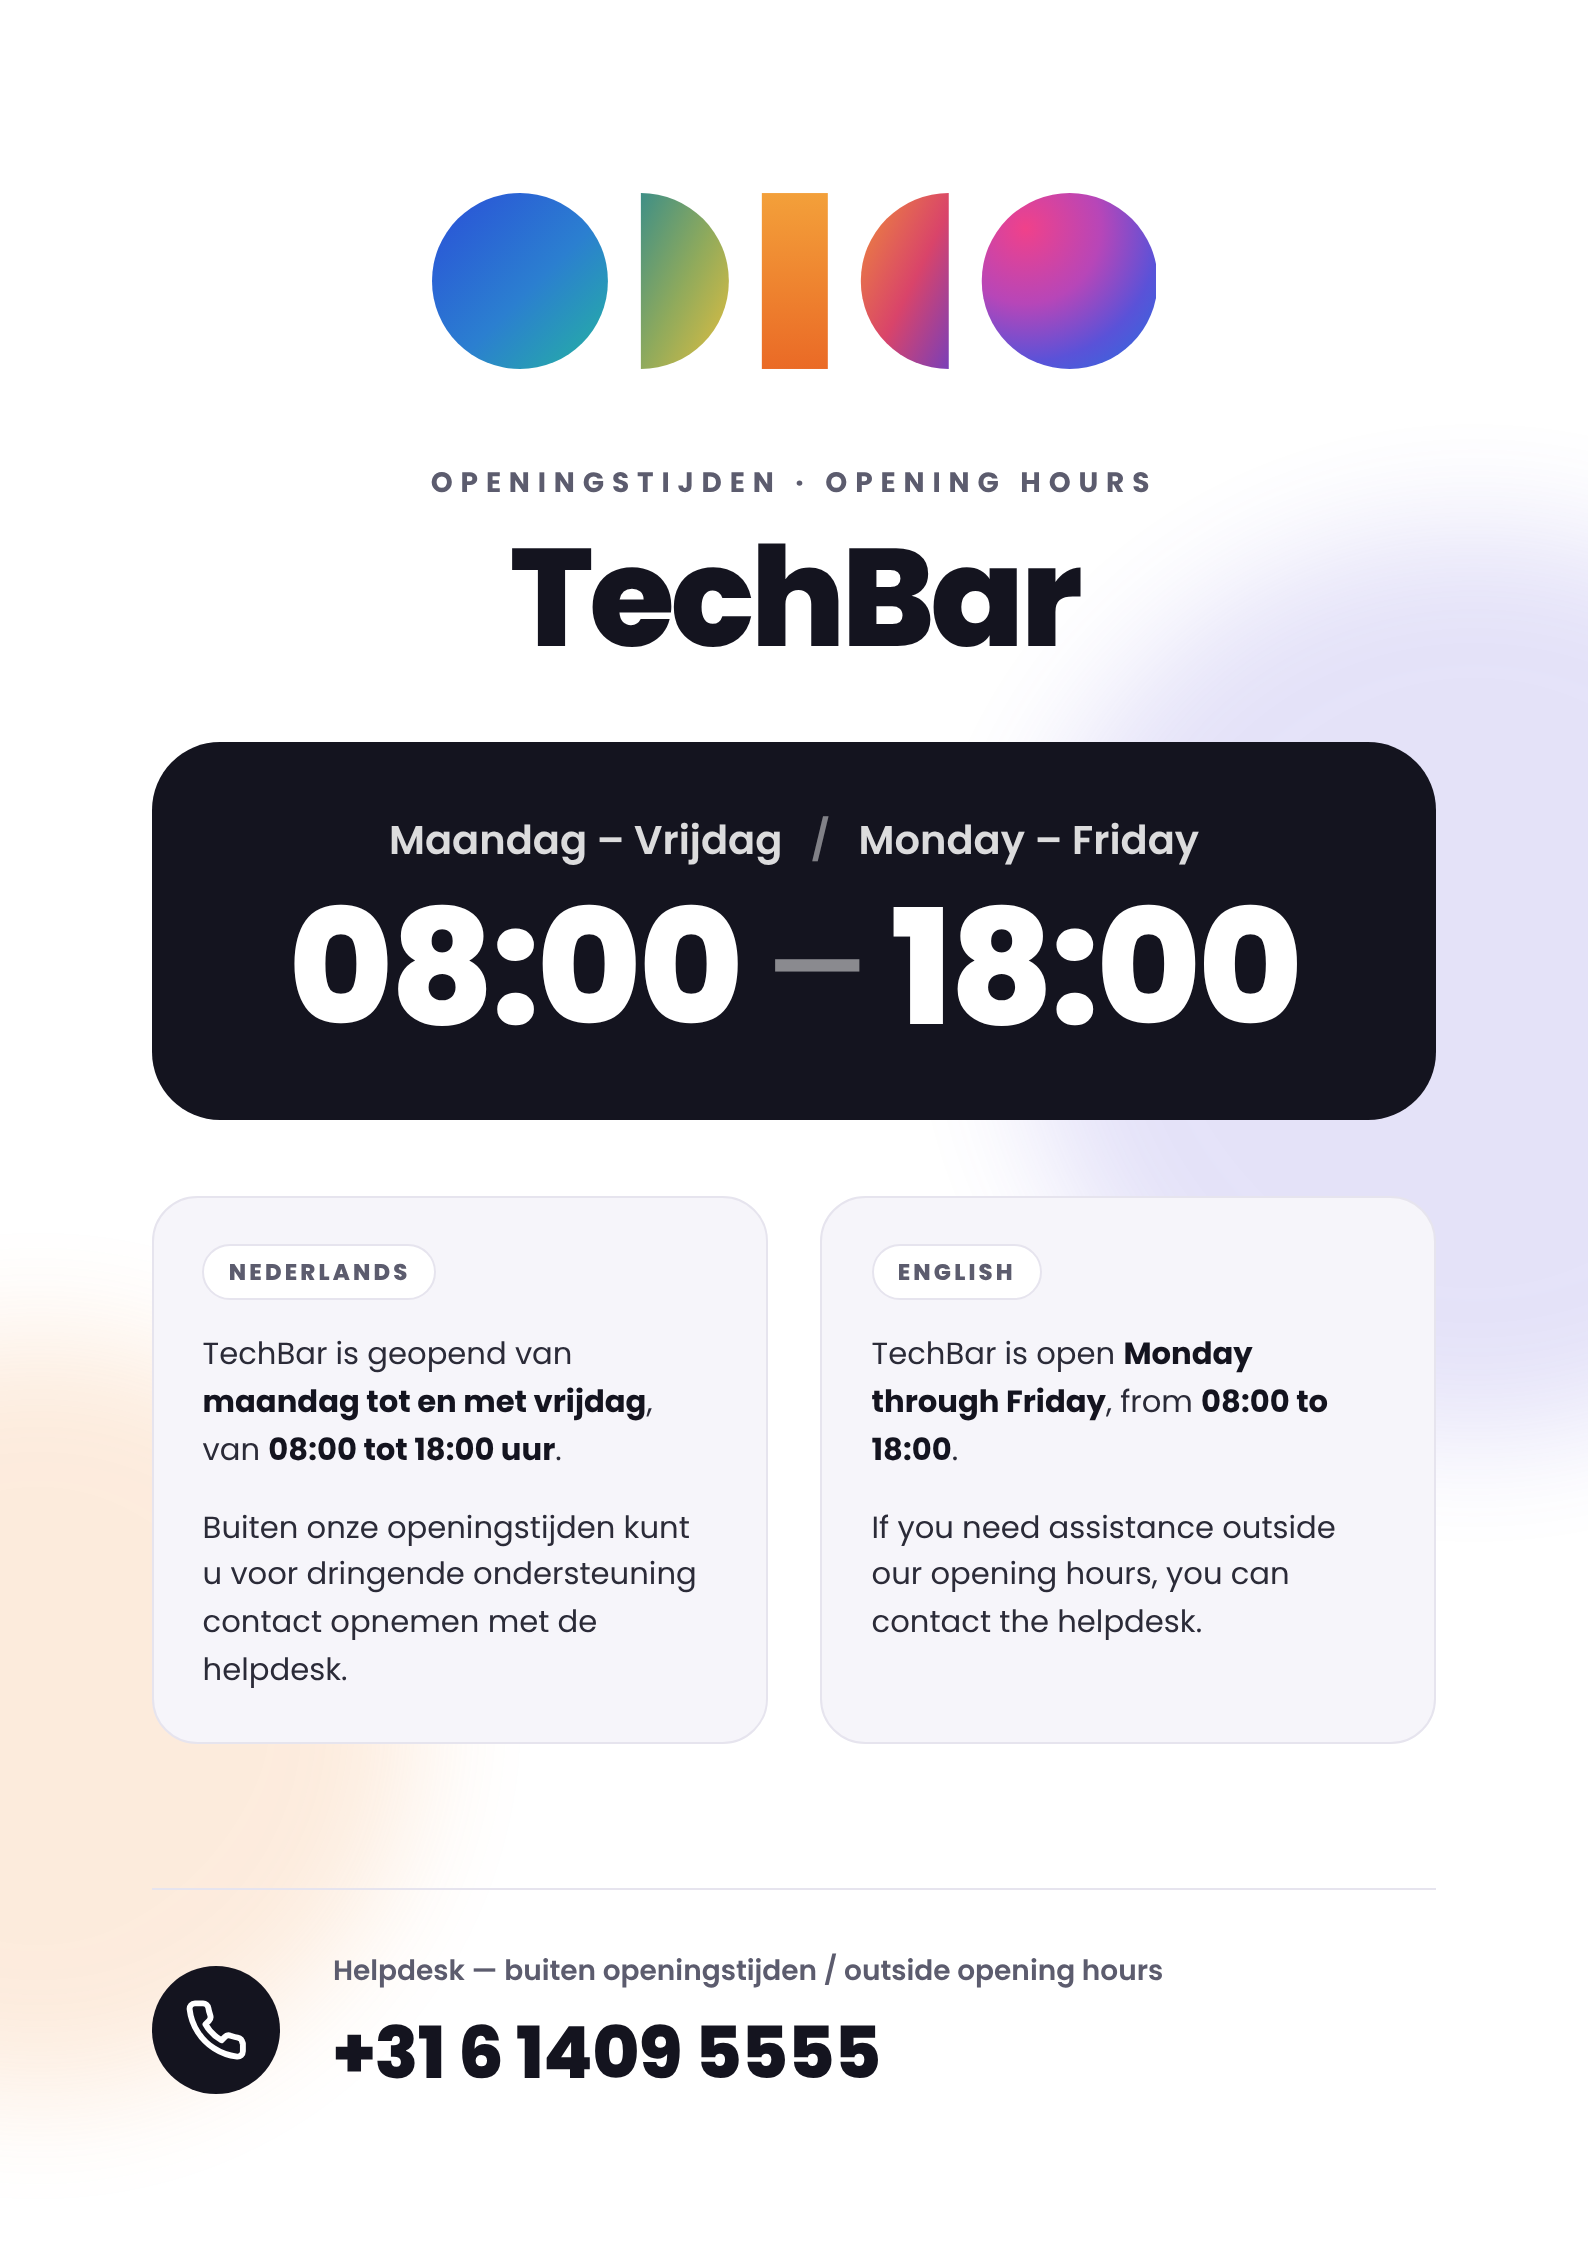 OPENINGSTIJDEN · OPENING HOURS
TechBar
Maandag – Vrijdag / Monday – Friday
08:00 — 18:00
NEDERLANDS
TechBar is geopend van
maandag tot en met vrijdag,
van 08:00 tot 18:00 uur.
Buiten onze openingstijden kunt
u voor dringende ondersteuning
contact opnemen met de
helpdesk.
ENGLISH
TechBar is open Monday
through Friday, from 08:00 to
18:00.
If you need assistance outside
our opening hours, you can
contact the helpdesk.
Helpdesk — buiten openingstijden / outside opening hours
+31 6 1409 5555